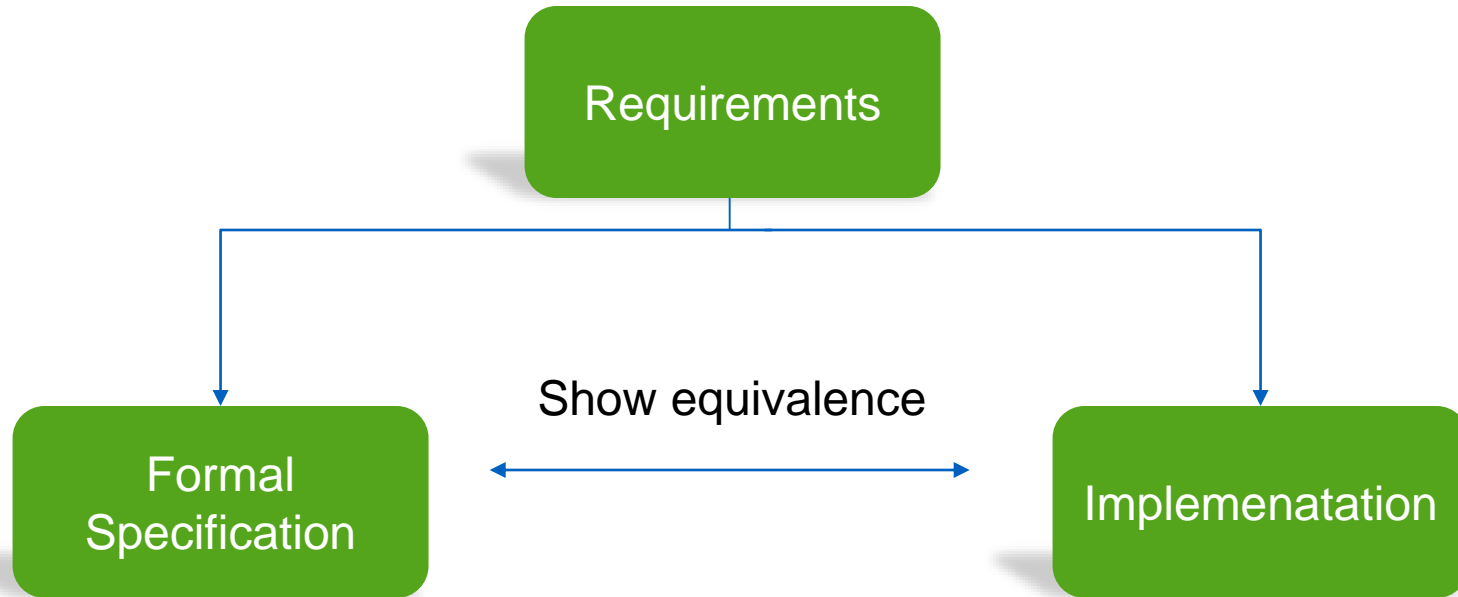 Requirements
Show equivalence
Formal
Specification
Implemenatation